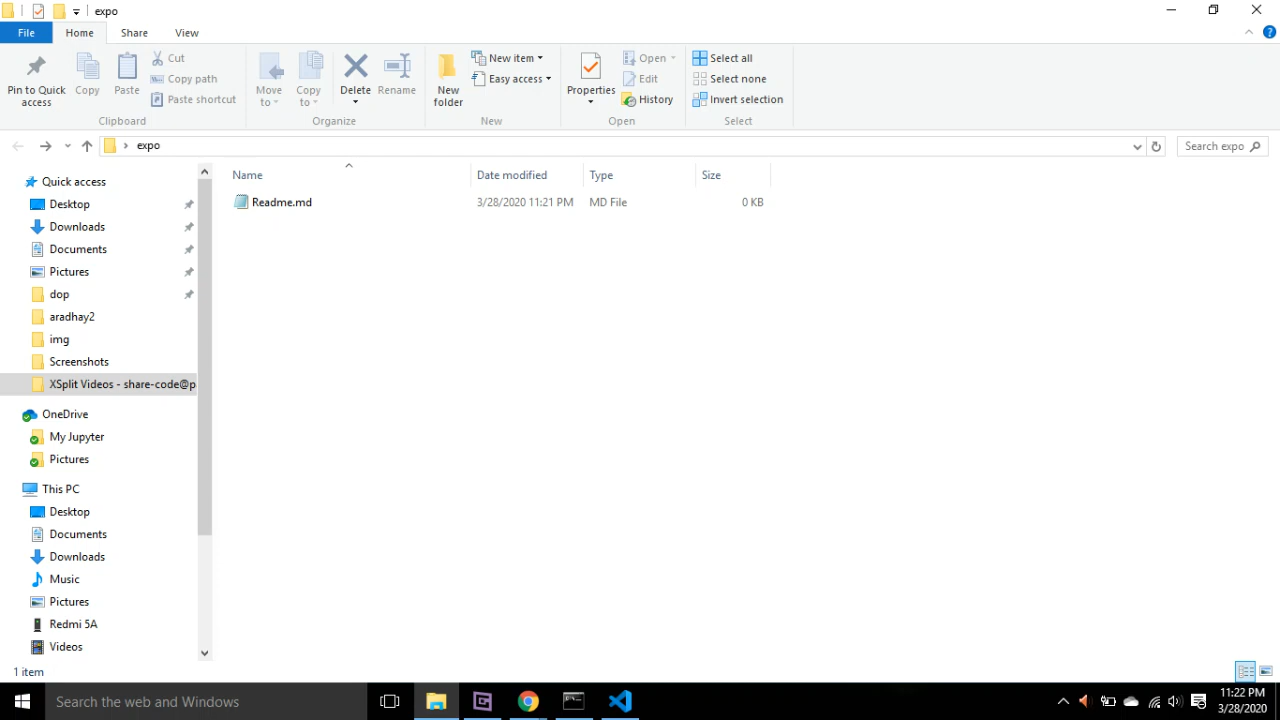 expo
File Home Share View
Pin to Quick access
Copy
Paste
Cut
Copy path
Paste shortcut
Clipboard
Move to
Copy to
Delete
Rename
Organize
New folder
New item
Easy access
New
Properties
Open
Edit
History
Open
Select all
Select none
Invert selection
Select
expo
Search expo
Name Date modified Type Size
Readme.md 3/28/2020 11:21 PM MD File 0 KB
Quick access
Desktop
Downloads
Documents
Pictures
dop
aradhay2
img
Screenshots
XSplit Videos - share-code@p
OneDrive
My Jupyter
Pictures
This PC
Desktop
Documents
Downloads
Music
Pictures
Redmi 5A
Videos
1 item
Search the web and Windows
11:22 PM
3/28/2020